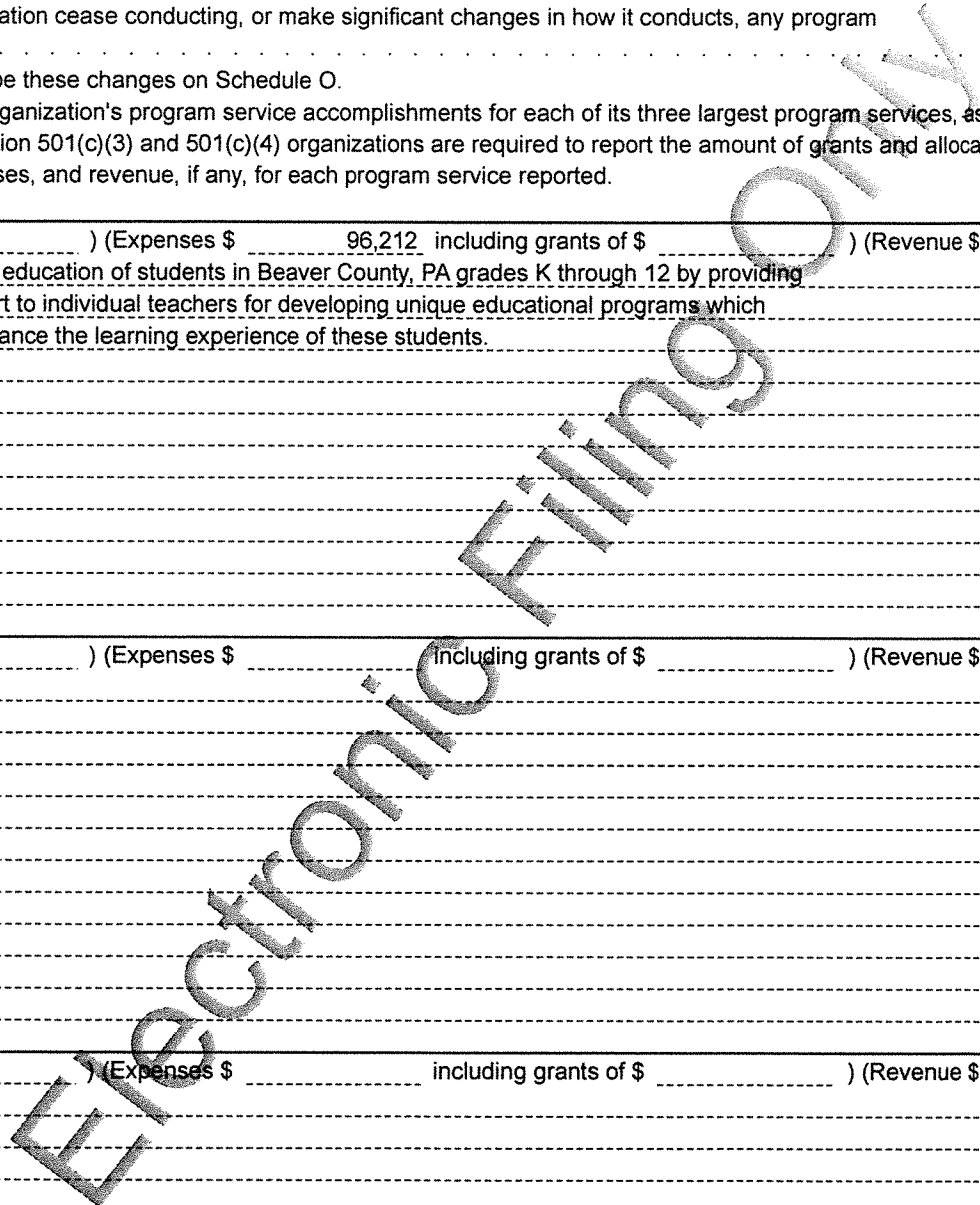 ation cease conducting, or make significant changes in how it conducts, any program
be these changes on Schedule O.
ganization's program service accomplishments for each of its three largest program services, as
ion 501(c)(3) and 501(c)(4) organizations are required to report the amount of grants and alloca
ses, and revenue, if any, for each program service reported.
) (Expenses $ 96,212 including grants of $ ) (Revenue $
education of students in Beaver County, PA grades K through 12 by providing
rt to individual teachers for developing unique educational programs which
ance the learning experience of these students.
) (Expenses $ including grants of $ ) (Revenue $
) (Expenses $ including grants of $ ) (Revenue $
Electronic Filing Only